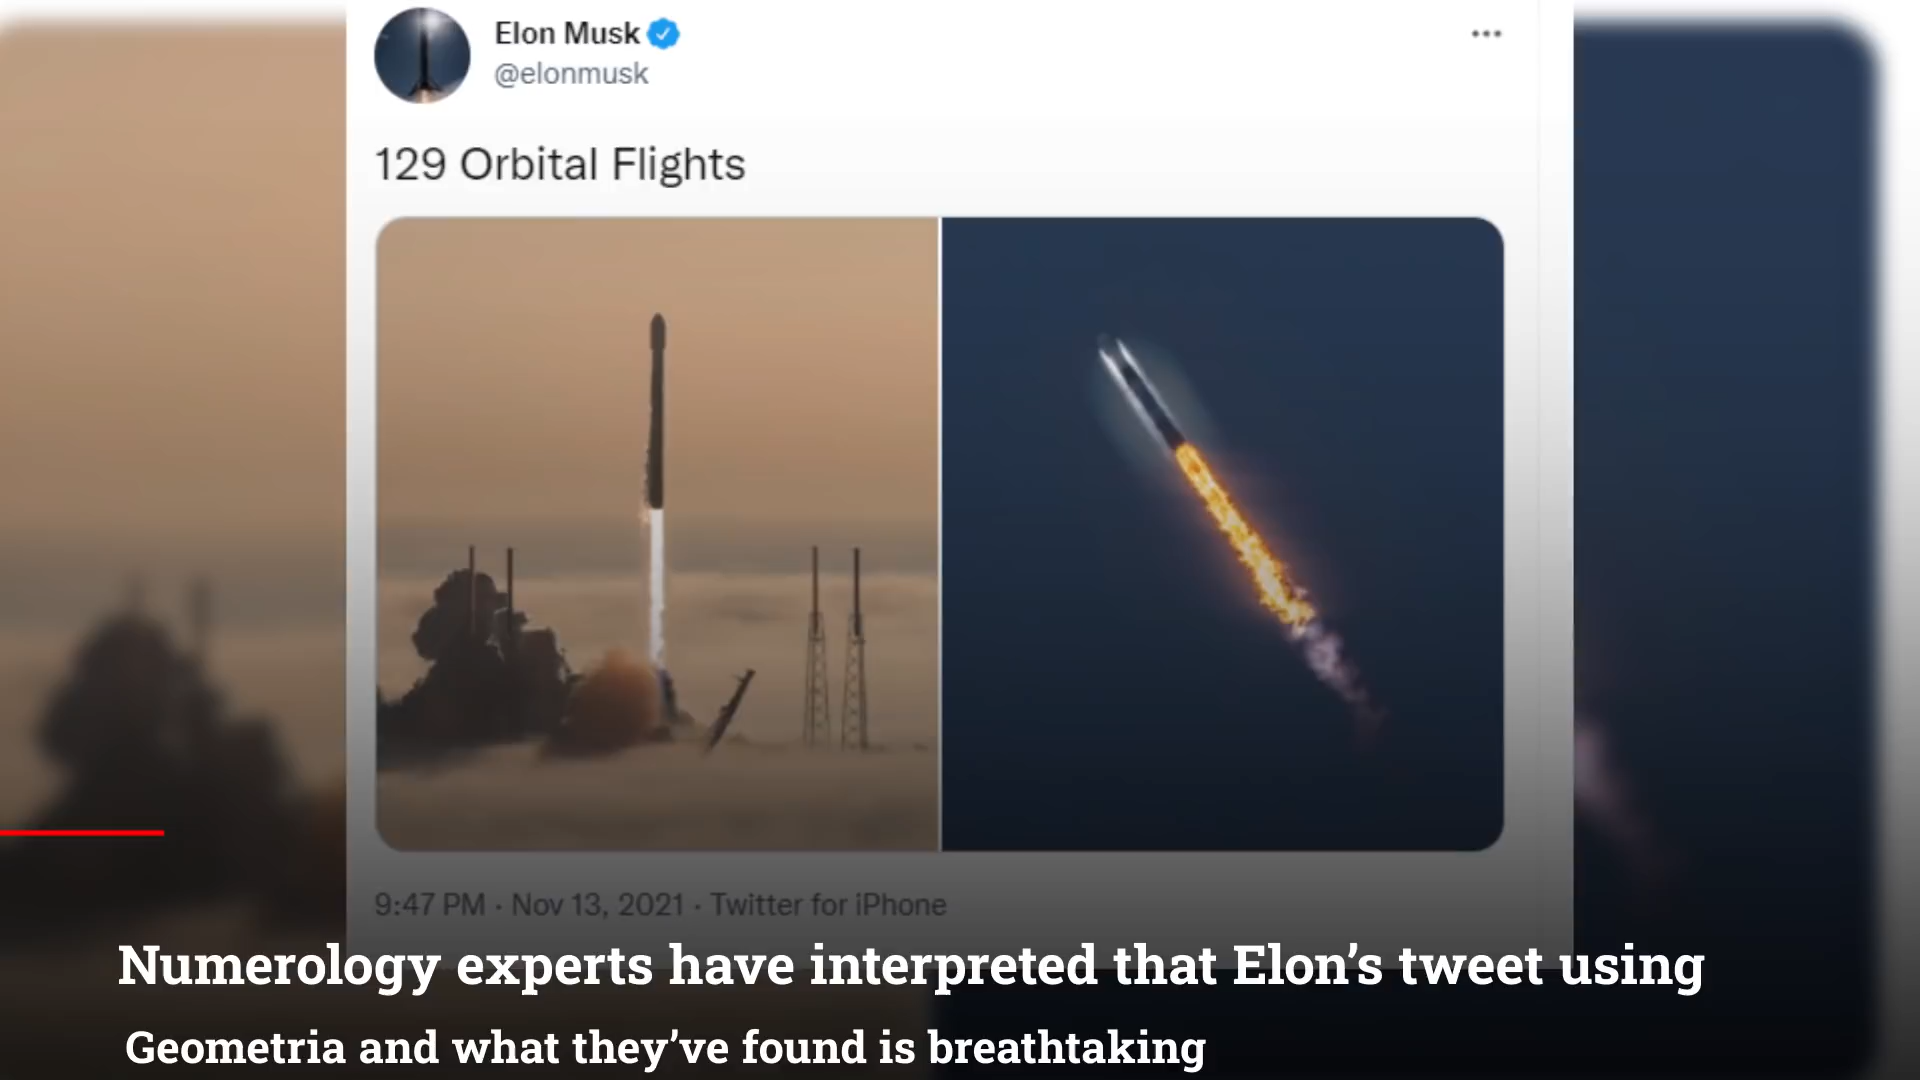 Elon Musk
@elonmusk
129 Orbital Flights
9:47 PM · Nov 13, 2021 · Twitter for iPhone
Numerology experts have interpreted that Elon’s tweet using
Geometria and what they’ve found is breathtaking